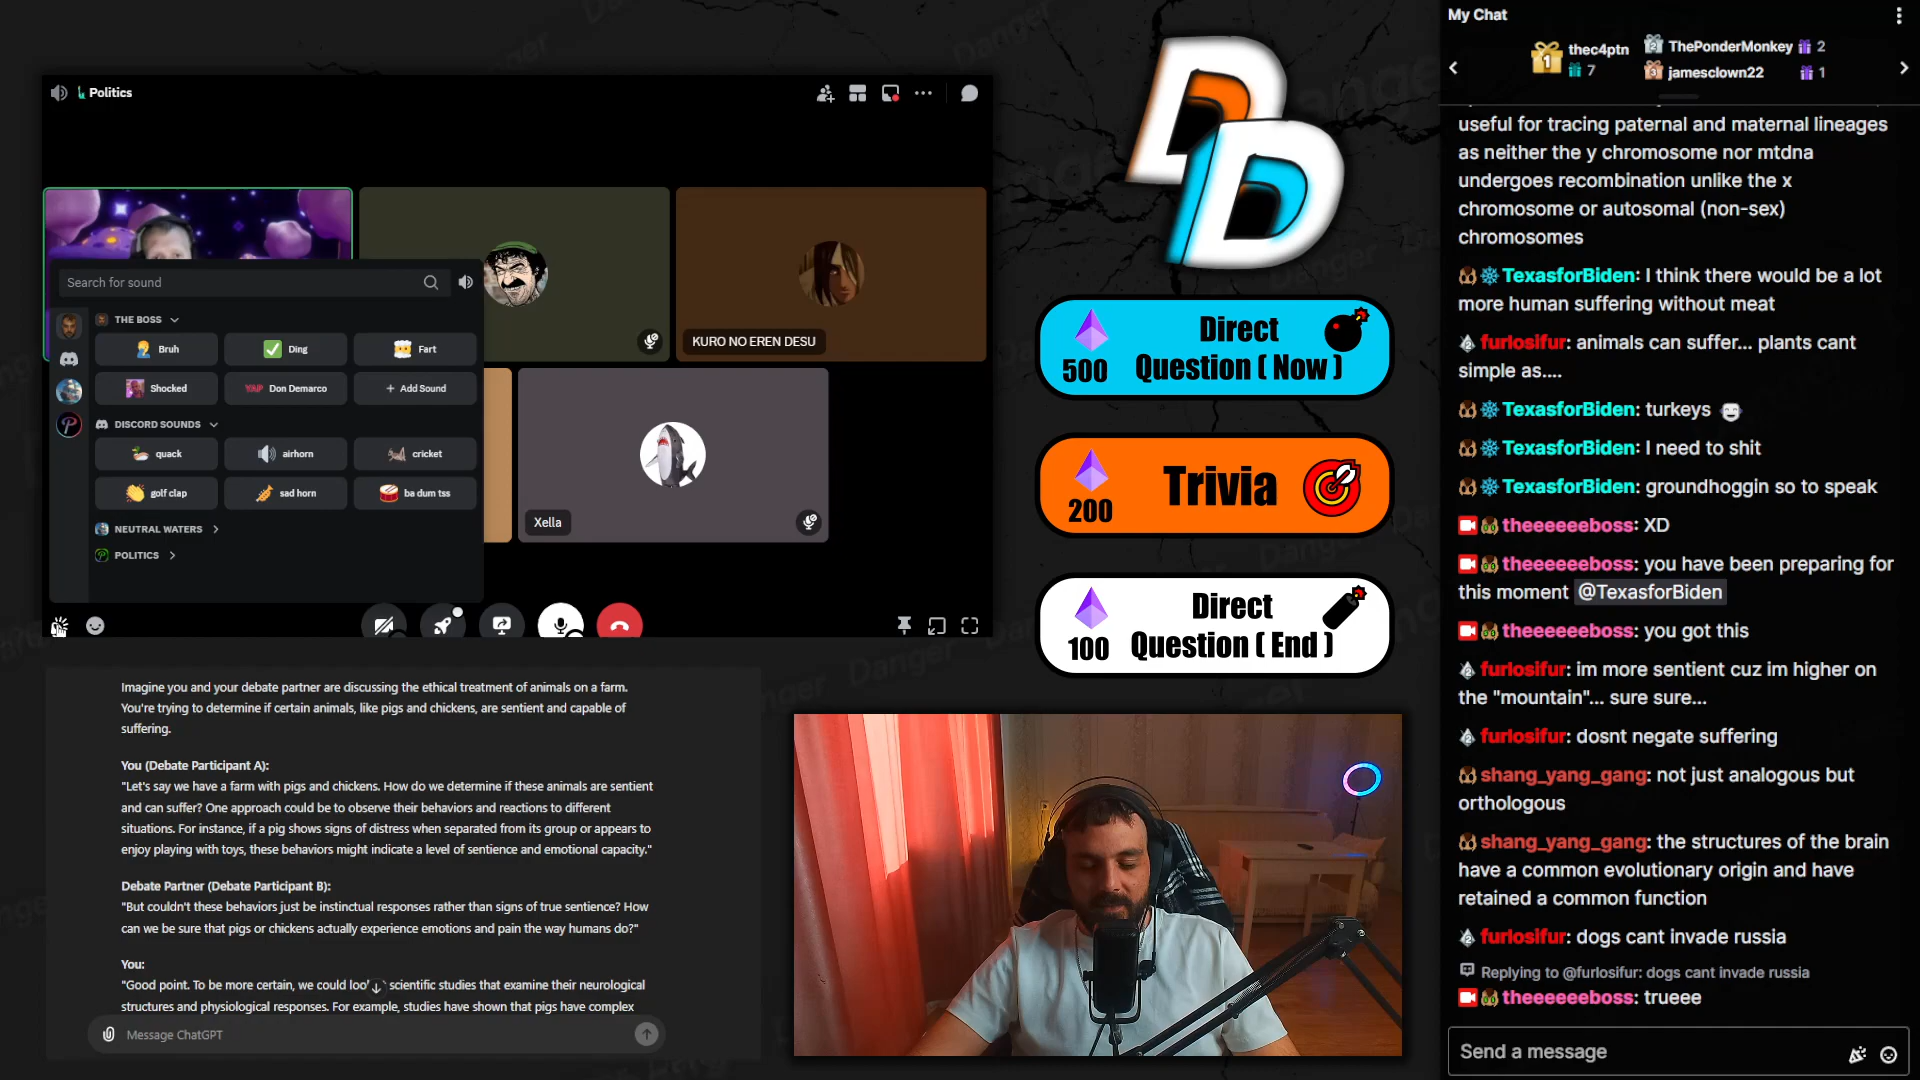 Politics
Search for sound
THE BOSS
Bruh
Ding
Fart
Shocked
YAAP Don Demarco
+ Add Sound
DISCORD SOUNDS
quack
airhorn
cricket
golf clap
sad horn
ba dum tss
NEUTRAL WATERS
POLITICS
KURO NO EREN DESU
Xella
D
D
Direct
Question ( Now )
500
Trivia
200
Direct
Question ( End )
100
Imagine you and your debate partner are discussing the ethical treatment of animals on a farm.
You're trying to determine if certain animals, like pigs and chickens, are sentient and capable of
suffering.
You (Debate Participant A):
"Let's say we have a farm with pigs and chickens. How do we determine if these animals are sentient
and can suffer? One approach could be to observe their behaviors and reactions to different
situations. For instance, if a pig shows signs of distress when separated from its group or appears to
enjoy playing with toys, these behaviors might indicate a level of sentience and emotional capacity."
Debate Partner (Debate Participant B):
"But couldn't these behaviors just be instinctual responses rather than signs of true sentience? How
can we be sure that pigs or chickens actually experience emotions and pain the way humans do?"
You:
"Good point. To be more certain, we could scientific studies that examine their neurological
structures and physiological responses. For example, studies have shown that pigs have complex
Message ChatGPT
My Chat
1 thec4ptn
7
2 ThePonderMonkey 2
3 jamesclown22 1
useful for tracing paternal and maternal lineages
as neither the y chromosome nor mtdna
undergoes recombination unlike the x
chromosome or autosomal (non-sex)
chromosomes
TexasforBiden: I think there would be a lot
more human suffering without meat
furlosifur: animals can suffer... plants cant
simple as....
TexasforBiden: turkeys
TexasforBiden: I need to shit
TexasforBiden: groundhoggin so to speak
theeeeeeboss: XD
theeeeeeboss: you have been preparing for
this moment @TexasforBiden
theeeeeeboss: you got this
furlosifur: im more sentient cuz im higher on
the "mountain"... sure sure...
furlosifur: dosnt negate suffering
shang_yang_gang: not just analogous but
orthologous
shang_yang_gang: the structures of the brain
have a common evolutionary origin and have
retained a common function
furlosifur: dogs cant invade russia
Replying to @furlosifur: dogs cant invade russia
theeeeeeboss: trueee
Send a message